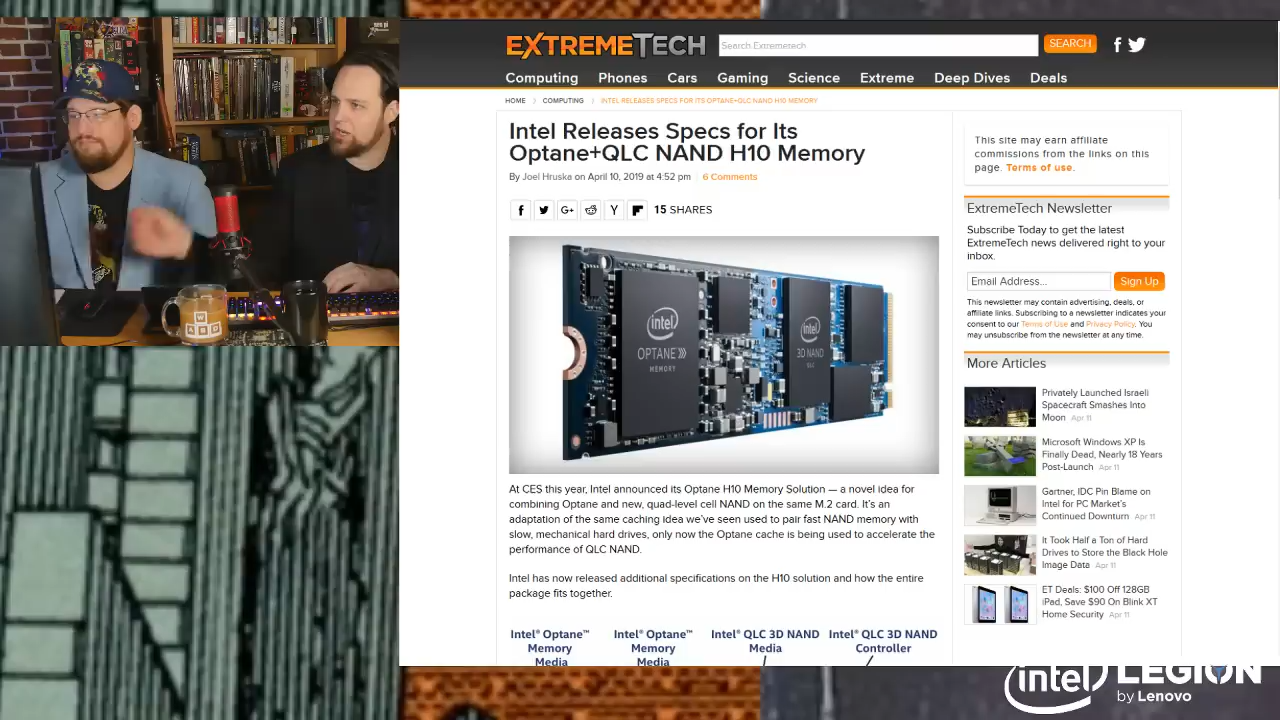 EXTREMETECH
Search Extremetech
SEARCH
Computing Phones Cars Gaming Science Extreme Deep Dives Deals
HOME > COMPUTING / INTEL RELEASES SPECS FOR ITS OPTANE+QLC NAND H10 MEMORY
Intel Releases Specs for Its
Optane+QLC NAND H10 Memory
By Joel Hruska on April 10, 2019 at 4:52 pm | 6 Comments
15 SHARES
intel
OPTANE
MEMORY
intel
3D NAND
At CES this year, Intel announced its Optane H10 Memory Solution — a novel idea for
combining Optane and new, quad-level cell NAND on the same M.2 card. It's an
adaptation of the same caching idea we've seen used to pair fast NAND memory with
slow, mechanical hard drives, only now the Optane cache is being used to accelerate the
performance of QLC NAND.
Intel has now released additional specifications on the H10 solution and how the entire
package fits together.
Intel® Optane™ Intel® Optane™ Intel® QLC 3D NAND Intel® QLC 3D NAND
Memory Memory Media Controller
Media Media
This site may earn affiliate
commissions from the links on this
page. Terms of use.
ExtremeTech Newsletter
Subscribe Today to get the latest
ExtremeTech news delivered right to your
inbox.
Email Address...
Sign Up
This newsletter may contain advertising, deals, or
affiliate links. Subscribing to a newsletter indicates your
consent to our Terms of Use and Privacy Policy. You
may unsubscribe from the newsletter at any time.
More Articles
Privately Launched Israeli
Spacecraft Smashes Into
Moon Apr 11
Microsoft Windows XP Is
Finally Dead, Nearly 18 Years
Post-Launch Apr 11
Gartner, IDC Pin Blame on
Intel for PC Market's
Continued Downturn Apr 11
It Took Half a Ton of Hard
Drives to Store the Black Hole
Image Data Apr 11
ET Deals: $100 Off 128GB
iPad, Save $90 On Blink XT
Home Security Apr 11
W
A S D
intel LEGION
by Lenovo